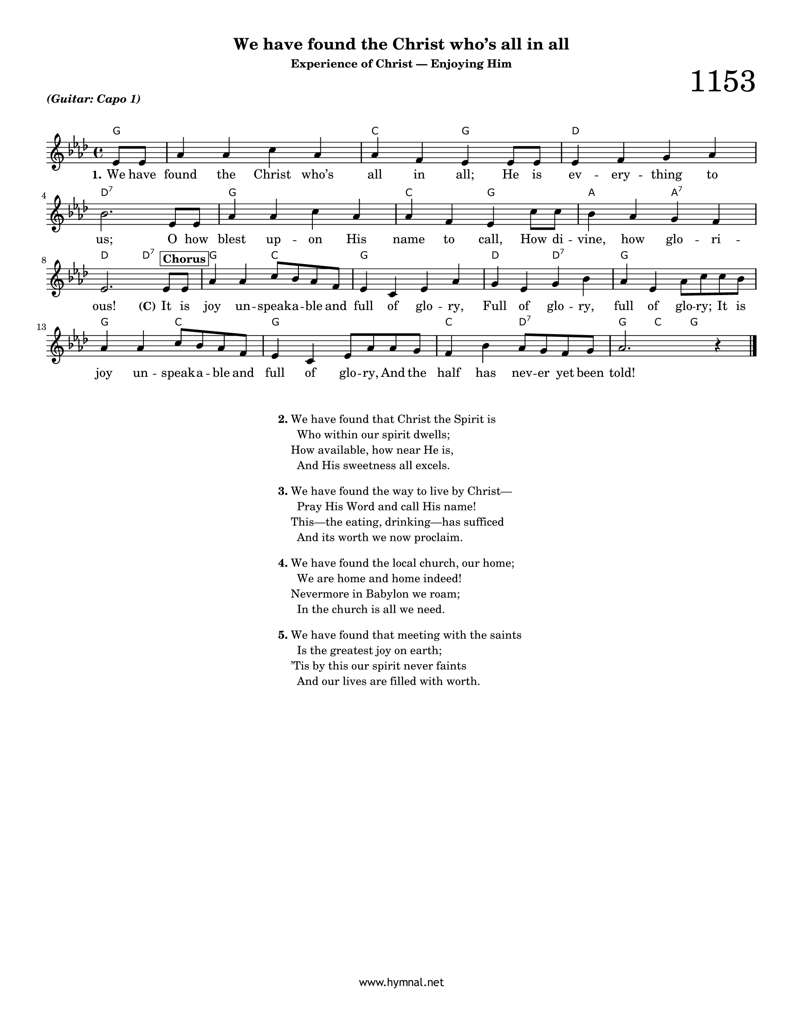 We have found the Christ who's all in all
Experience of Christ — Enjoying Him
1153
(Guitar: Capo 1)
G C G D
1. We have found the Christ who's all in all; He is ev - ery - thing to
4 D7 G C G A A7
us; O how blest up - on His name to call, How di - vine, how glo - ri -
8 D D7 Chorus G C G D D7 G
ous! (C) It is joy un - speak a - ble and full of glo - ry, Full of glo - ry, full of glo - ry; It is
13 G C G C D7 G C G
joy un - speak a - ble and full of glo - ry, And the half has nev - er yet been told!
2. We have found that Christ the Spirit is
Who within our spirit dwells;
How available, how near He is,
And His sweetness all excels.
3. We have found the way to live by Christ—
Pray His Word and call His name!
This—the eating, drinking—has sufficed
And its worth we now proclaim.
4. We have found the local church, our home;
We are home and home indeed!
Nevermore in Babylon we roam;
In the church is all we need.
5. We have found that meeting with the saints
Is the greatest joy on earth;
'Tis by this our spirit never faints
And our lives are filled with worth.
www.hymnal.net